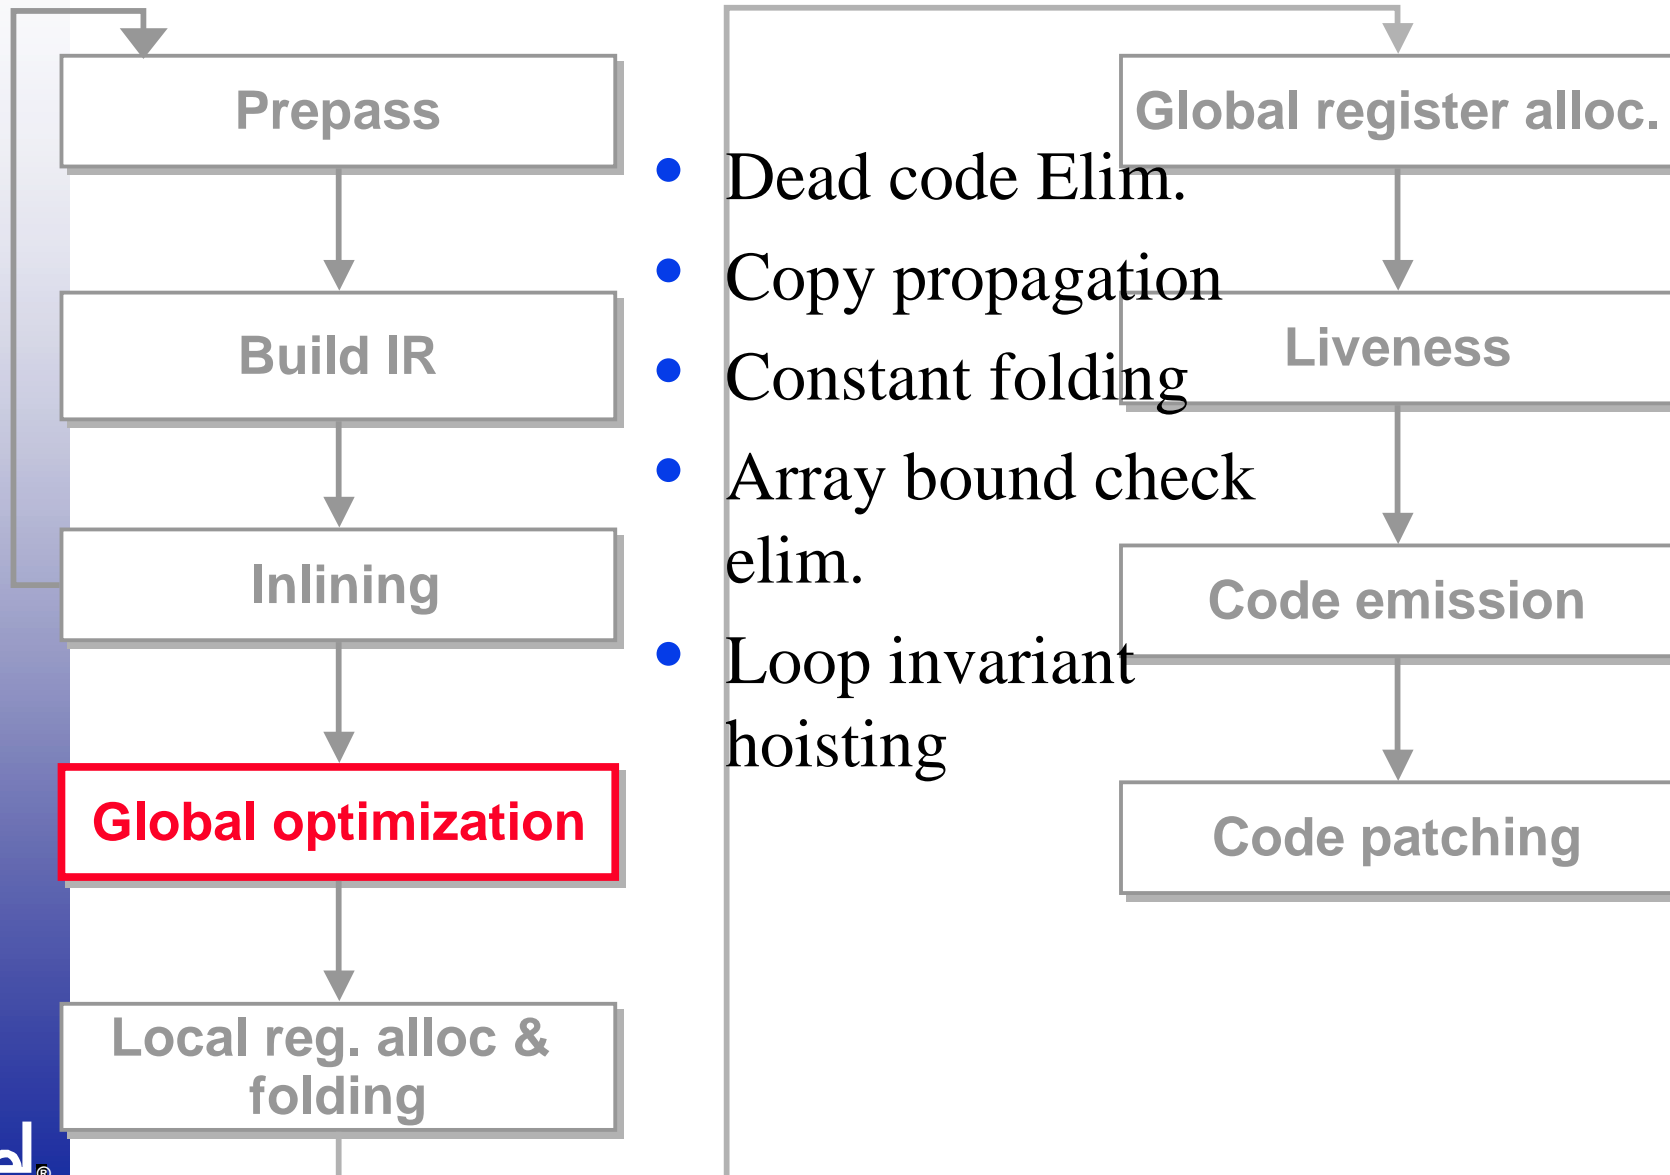 Prepass
Build IR
Inlining
Global optimization
Local reg. alloc &
folding
• Dead code Elim.
• Copy propagation
• Constant folding
• Array bound check
elim.
• Loop invariant
hoisting
Global register alloc.
Liveness
Code emission
Code patching
®